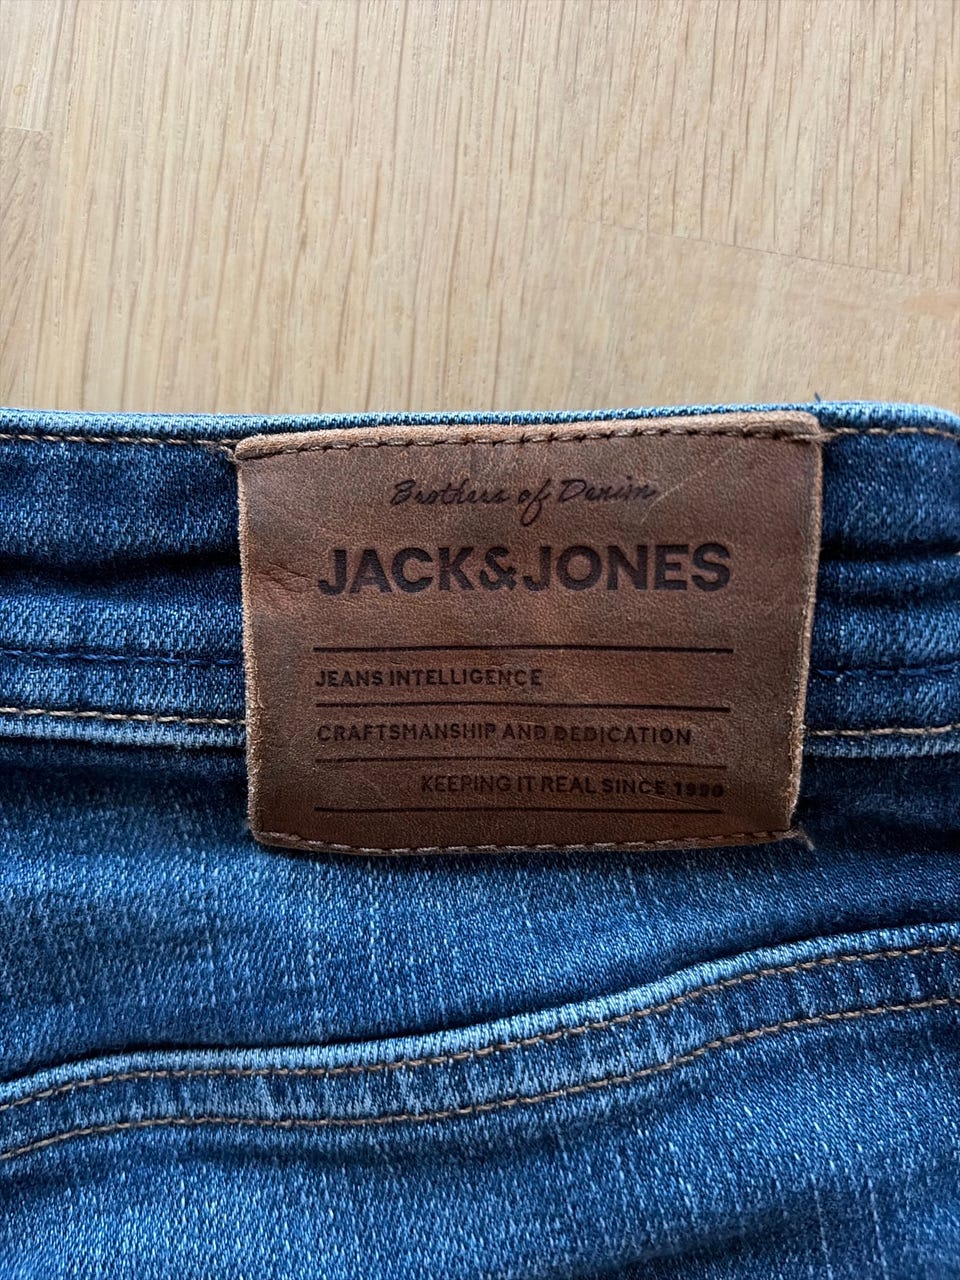 Brothers of Denim
JACK&JONES
JEANS INTELLIGENCE
CRAFTSMANSHIP AND DEDICATION
KEEPING IT REAL SINCE 1990